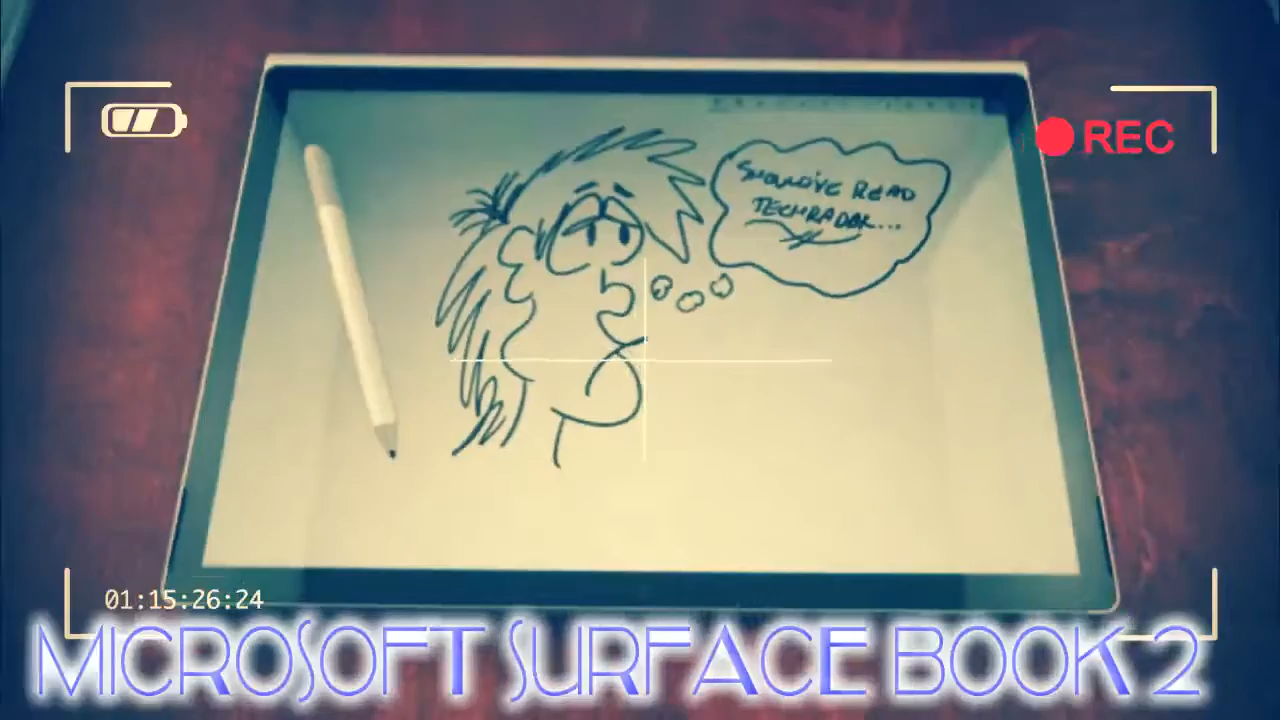 REC
SHOULD'VE READ
TECHRADAR...
01:15:26:24
MICROSOFT SURFACE BOOK 2